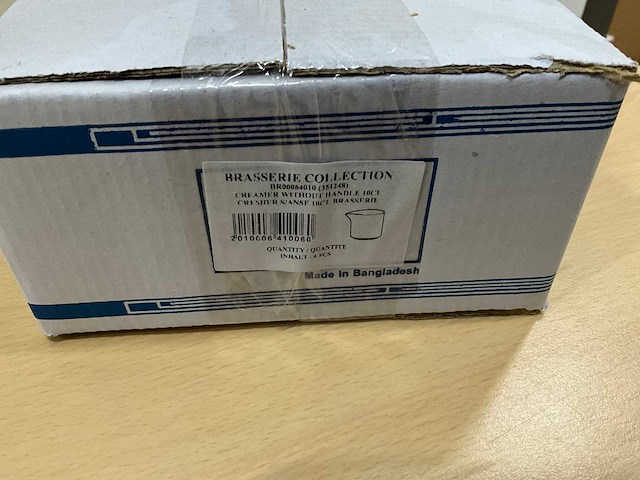 BRASSERIE COLLECTION
BR00064010 (351248)
CREAMER WITHOUT HANDLE 10CL
CREMIER S/ANSE 10CL BRASSERIE
2010006410060
QUANTITY / QUANTITE
INHALT - 6 PCS
Made In Bangladesh